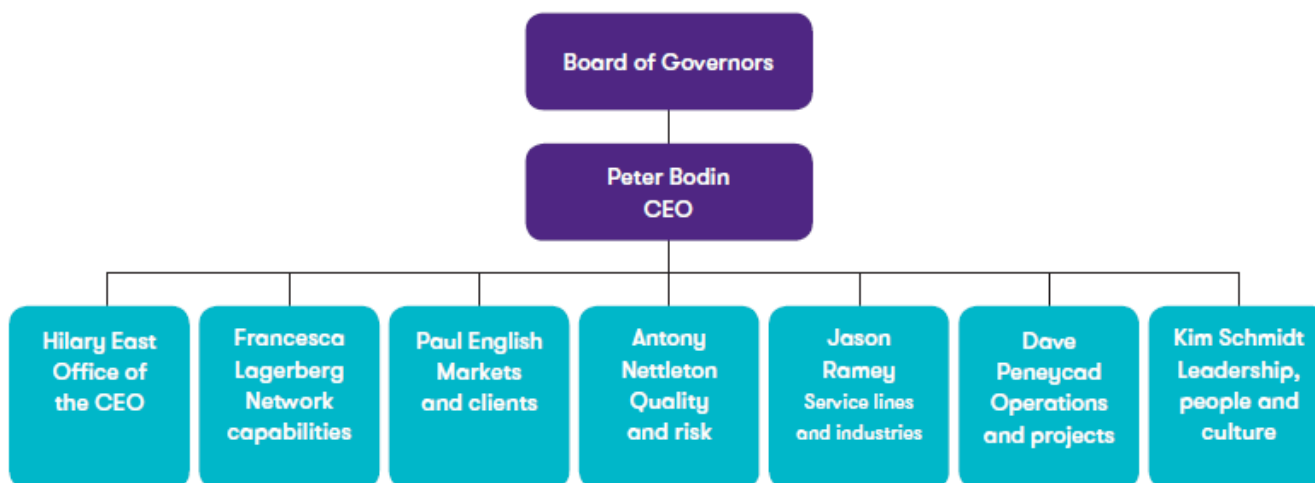 Board of Governors
Peter Bodin
CEO
Hilary East
Office of
the CEO
Francesca
Lagerberg
Network
capabilities
Paul English
Markets
and clients
Antony
Nettleton
Quality
and risk
Jason
Ramey
Service lines
and industries
Dave
Peneycad
Operations
and projects
Kim Schmidt
Leadership,
people and
culture